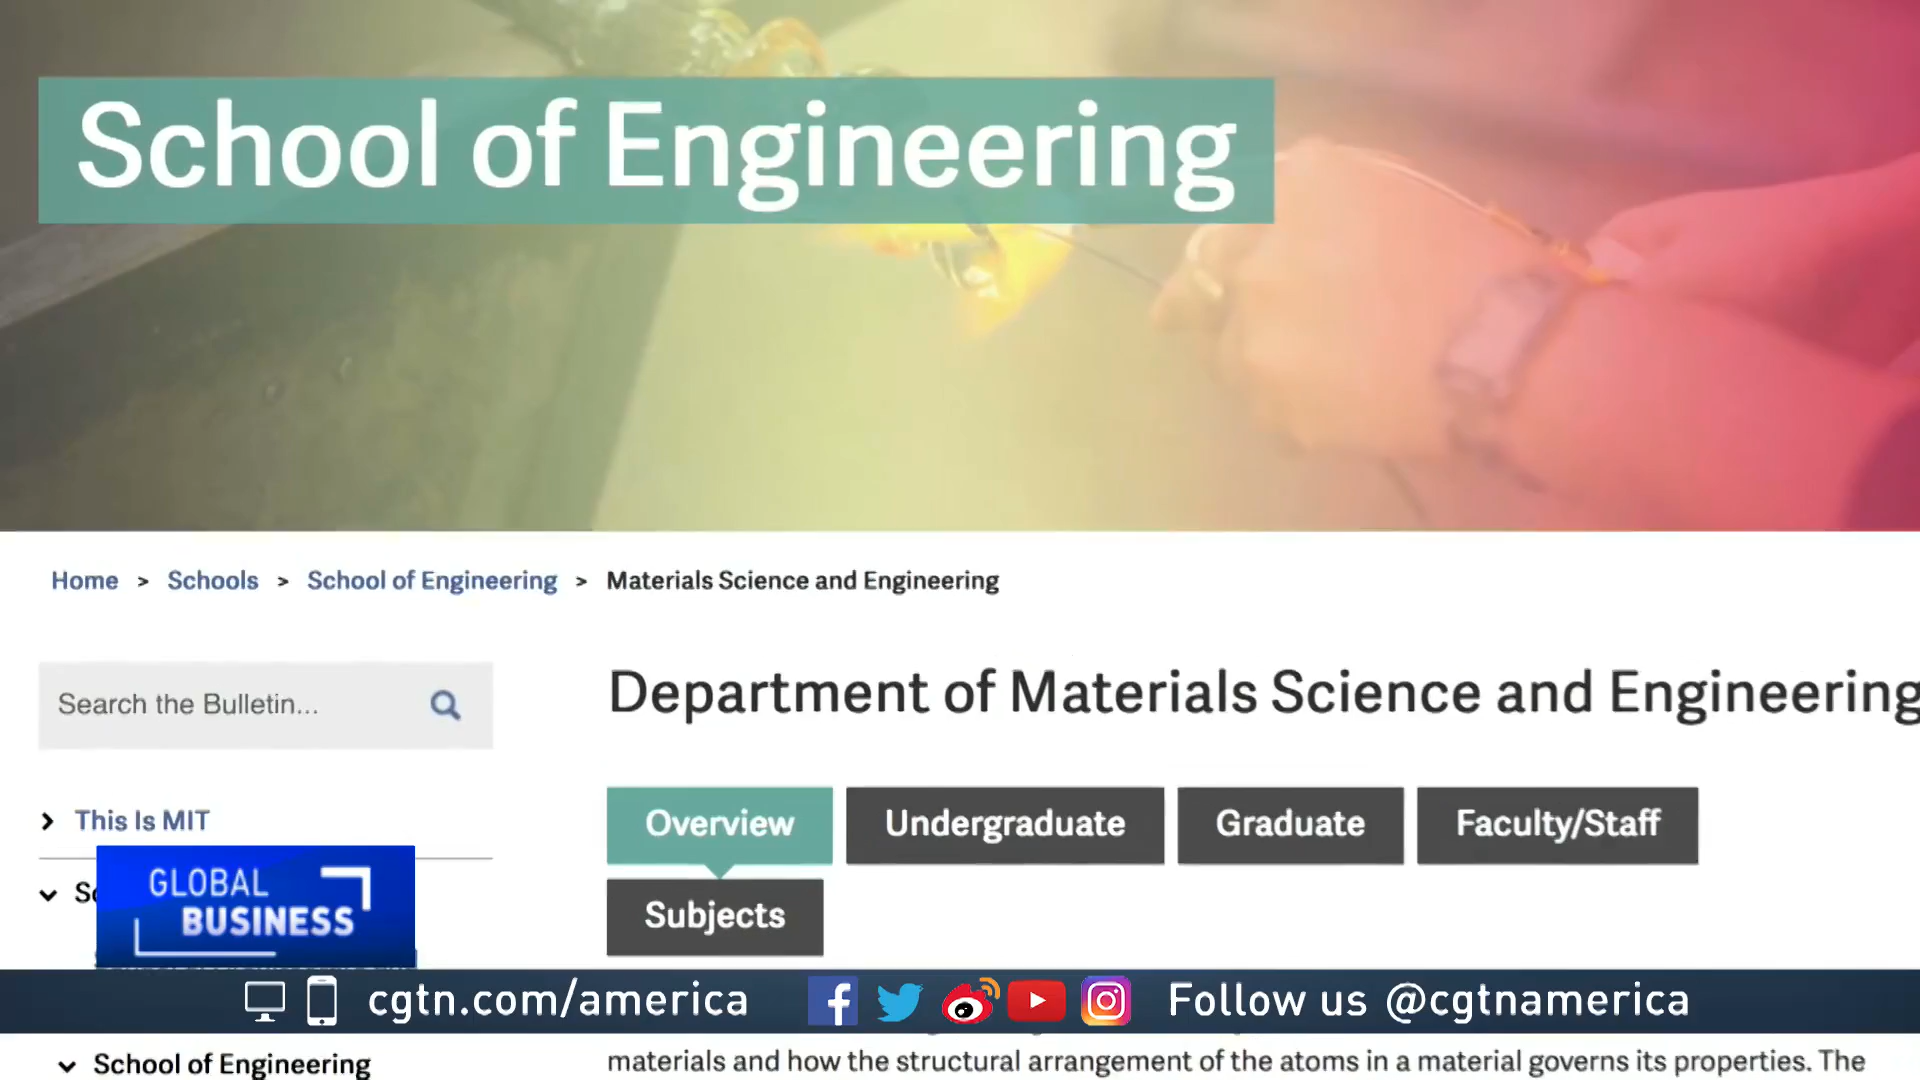 School of Engineering
Home > Schools > School of Engineering > Materials Science and Engineering
Search the Bulletin...
Department of Materials Science and Engineering
This Is MIT
Overview
Undergraduate
Graduate
Faculty/Staff
Subjects
GLOBAL
BUSINESS
cgtn.com/america
Follow us @cgtnamerica
School of Engineering
materials and how the structural arrangement of the atoms in a material governs its properties. The